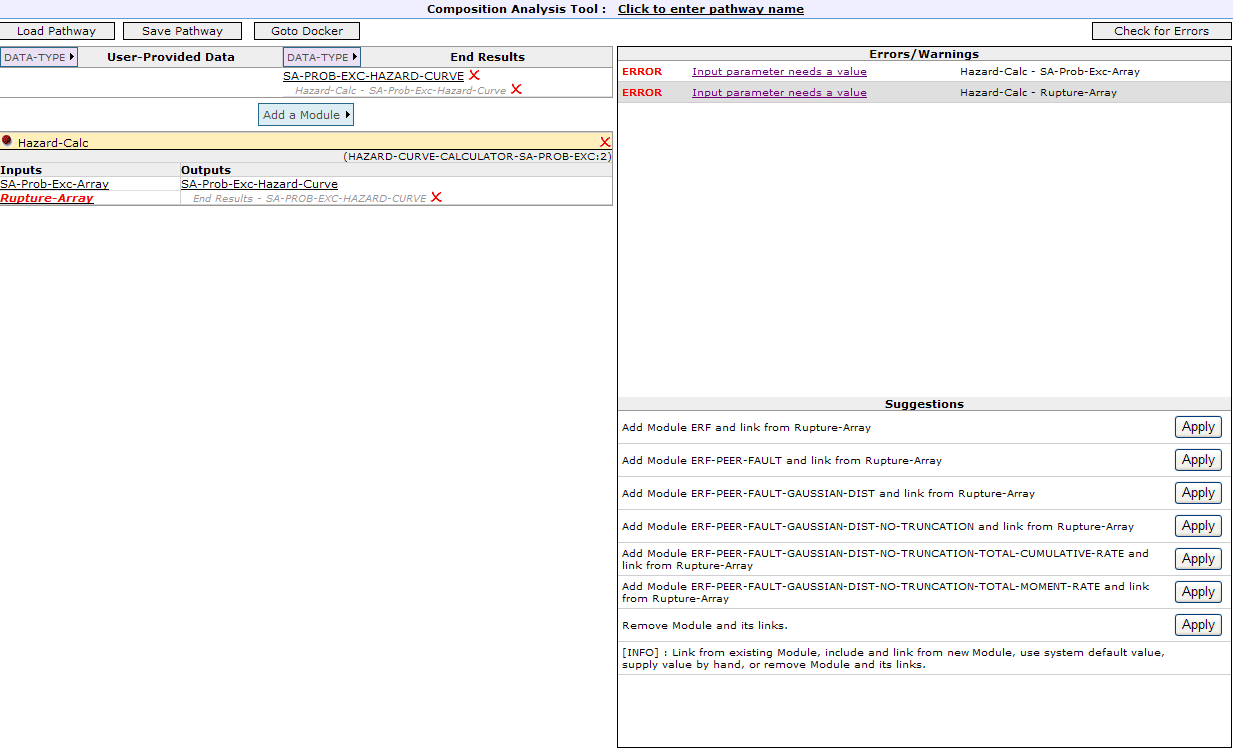 Composition Analysis Tool : Click to enter pathway name
Load Pathway Save Pathway Goto Docker Check for Errors
DATA-TYPE User-Provided Data DATA-TYPE End Results
SA-PROB-EXC-HAZARD-CURVE
Hazard-Calc - SA-Prob-Exc-Hazard-Curve
Add a Module
Hazard-Calc
(HAZARD-CURVE-CALCULATOR-SA-PROB-EXC:2)
Inputs Outputs
SA-Prob-Exc-Array SA-Prob-Exc-Hazard-Curve
Rupture-Array End Results - SA-PROB-EXC-HAZARD-CURVE
Errors/Warnings
ERROR Input parameter needs a value Hazard-Calc - SA-Prob-Exc-Array
ERROR Input parameter needs a value Hazard-Calc - Rupture-Array
Suggestions
Add Module ERF and link from Rupture-Array Apply
Add Module ERF-PEER-FAULT and link from Rupture-Array Apply
Add Module ERF-PEER-FAULT-GAUSSIAN-DIST and link from Rupture-Array Apply
Add Module ERF-PEER-FAULT-GAUSSIAN-DIST-NO-TRUNCATION and link from Rupture-Array Apply
Add Module ERF-PEER-FAULT-GAUSSIAN-DIST-NO-TRUNCATION-TOTAL-CUMULATIVE-RATE and
link from Rupture-Array Apply
Add Module ERF-PEER-FAULT-GAUSSIAN-DIST-NO-TRUNCATION-TOTAL-MOMENT-RATE and link
from Rupture-Array Apply
Remove Module and its links. Apply
[INFO] : Link from existing Module, include and link from new Module, use system default value,
supply value by hand, or remove Module and its links.